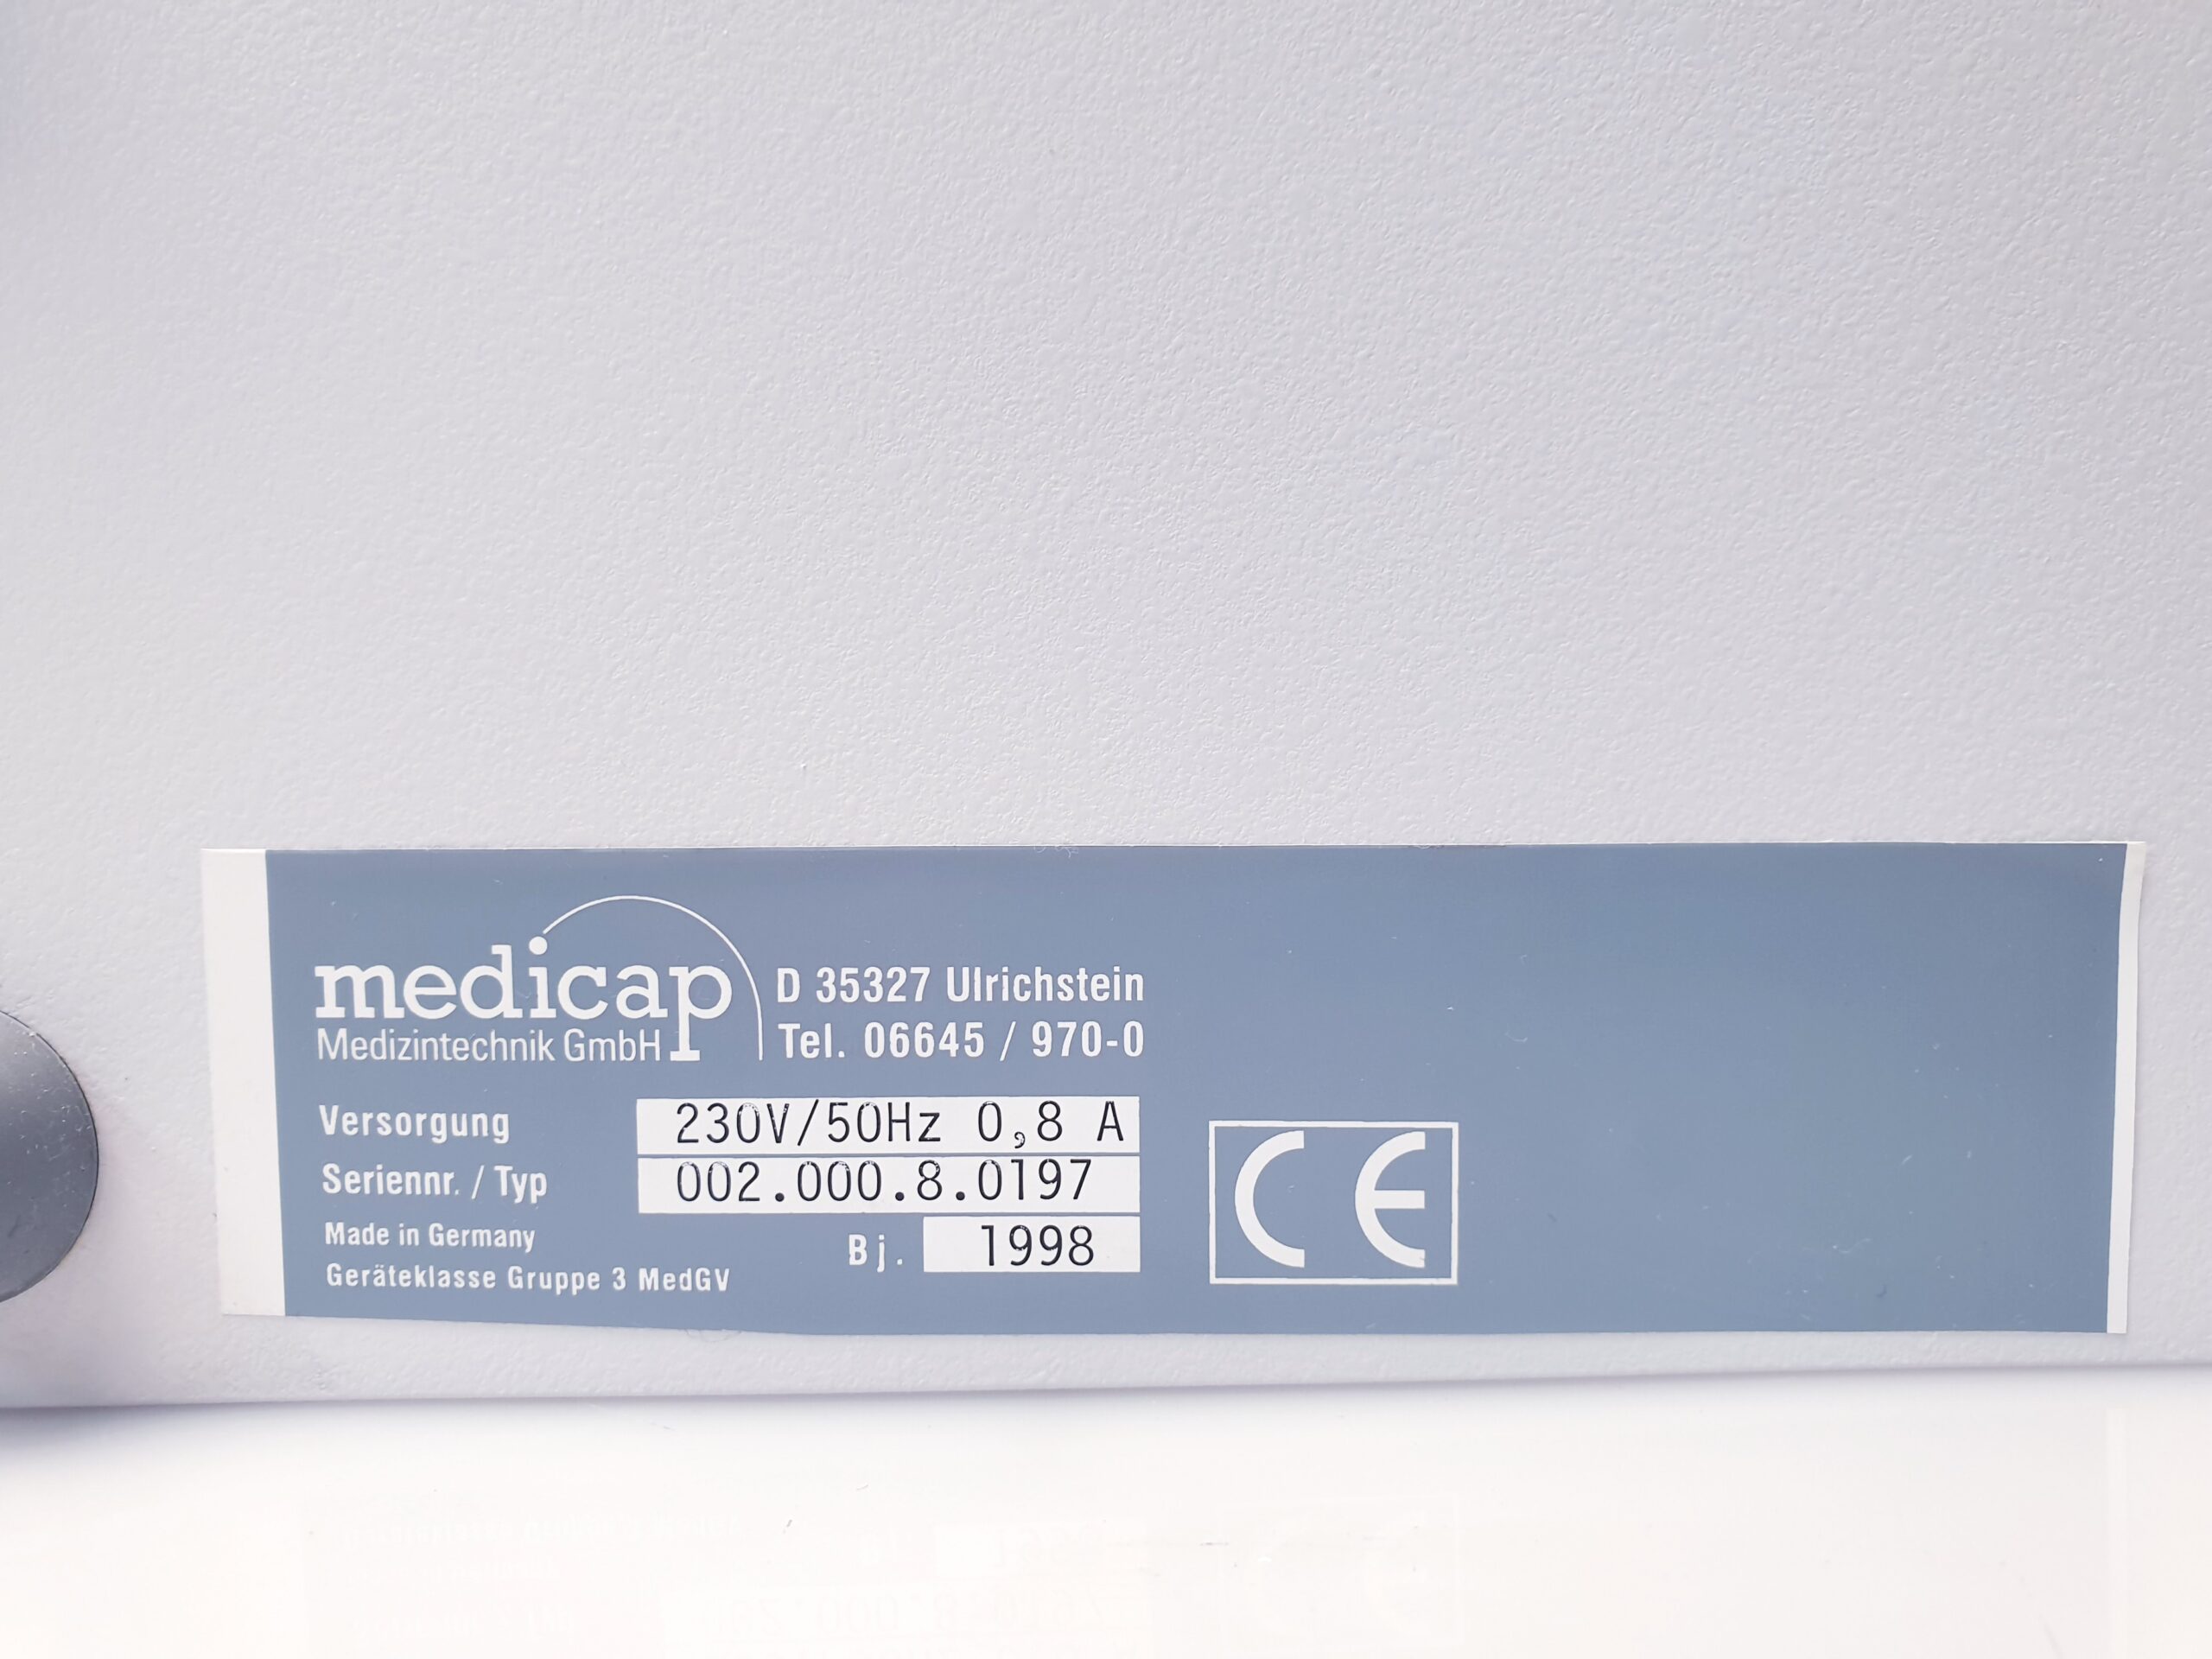 medicap
Medizintechnik GmbH
D 35327 Ulrichstein
Tel. 06645 / 970-0
Versorgung 230V/50Hz 0,8 A
Seriennr. / Typ 002.000.8.0197
Made in Germany
Bj. 1998
Geräteklasse Gruppe 3 MedGV
CE